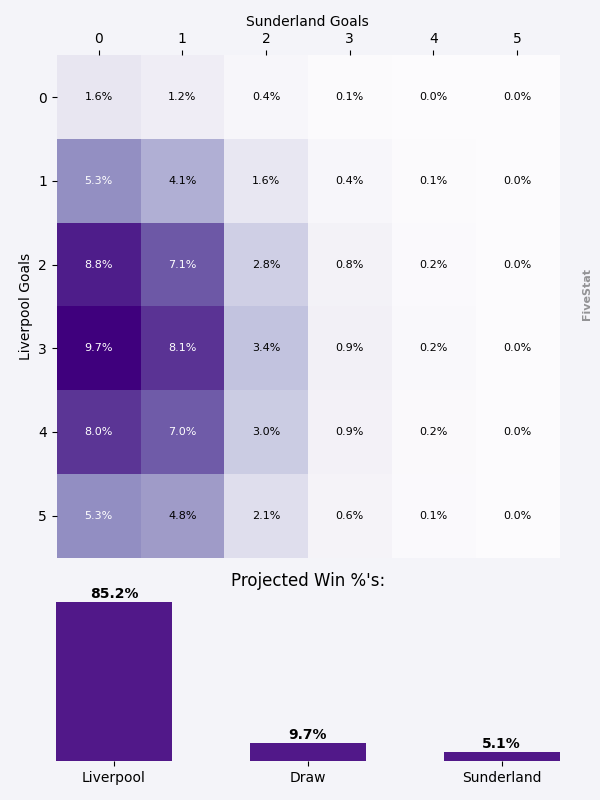 Sunderland Goals
0 1 2 3 4 5
0 1.6% 1.2% 0.4% 0.1% 0.0% 0.0%
1 5.3% 4.1% 1.6% 0.4% 0.1% 0.0%
2 8.8% 7.1% 2.8% 0.8% 0.2% 0.0%
3 9.7% 8.1% 3.4% 0.9% 0.2% 0.0%
4 8.0% 7.0% 3.0% 0.9% 0.2% 0.0%
5 5.3% 4.8% 2.1% 0.6% 0.1% 0.0%
Liverpool Goals
FiveStat
Projected Win %'s:
85.2% 9.7% 5.1%
Liverpool Draw Sunderland